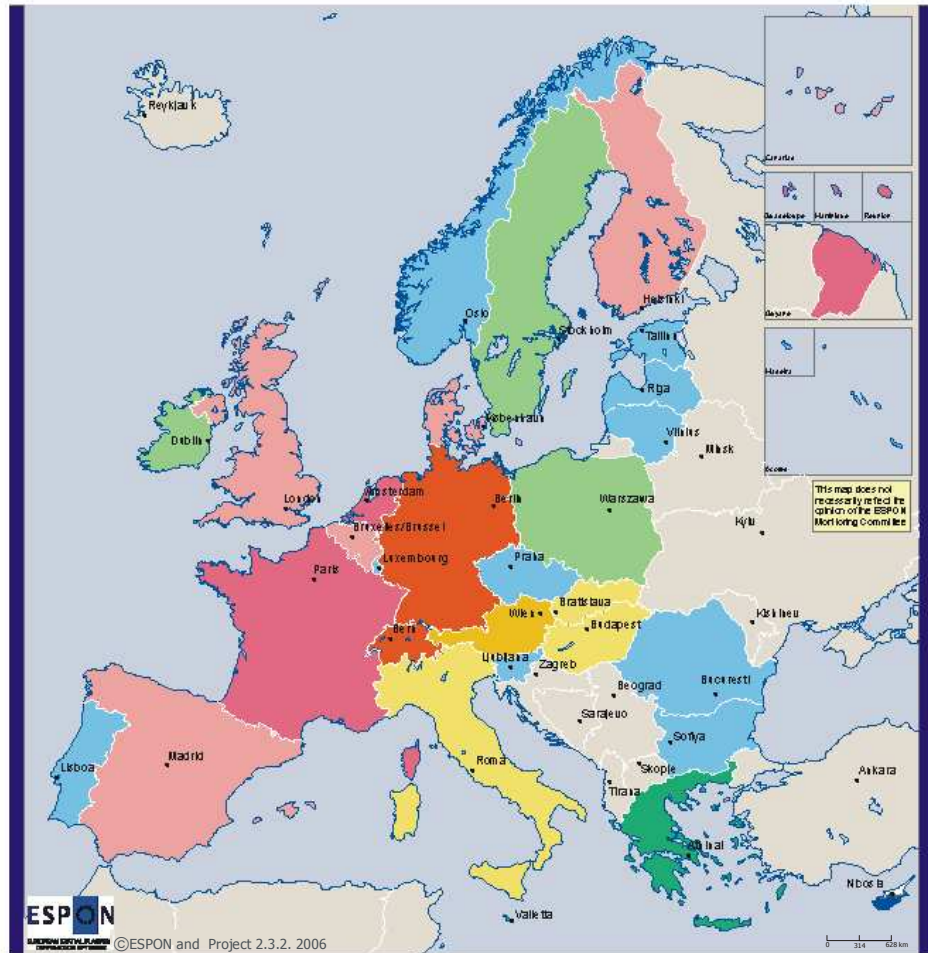 Reykjavik
Canarias
Guadeloupe
Martinique
Reunion
Guyane
Helsinki
Oslo
Stockholm
Tallinn
Madeira
Riga
København
Dublin
Vilnius
Minsk
London
Amsterdam
Berlin
Warszawa
This map does not
necessarily reflect the
opinion of the ESPON
Monitoring Committee
Bruxelles/Brussel
Kyiv
Luxembourg
Praha
Paris
Wien
Bratislava
Kishinev
Bern
Budapest
Ljubljana
Zagreb
Beograd
Bucuresti
Sarajevo
Sofiya
Madrid
Roma
Lisboa
Skopje
Tirana
Ankara
Athinai
Valletta
ESPON
©ESPON and Project 2.3.2. 2006
0 314 628 km